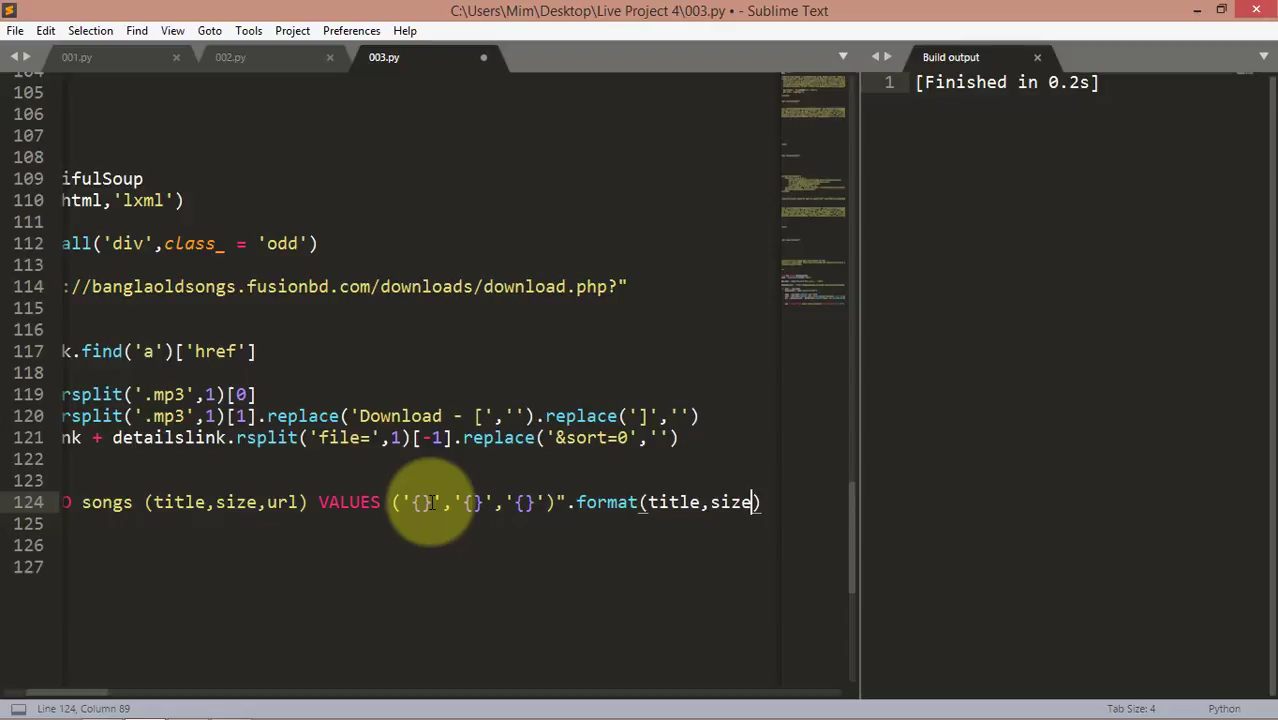 C:\Users\Mim\Desktop\Live Project 4\003.py • - Sublime Text
File Edit Selection Find View Goto Tools Project Preferences Help
001.py 002.py 003.py Build output
105
106
107
108
109 ifulSoup
110 html,'lxml')
111
112 all('div',class_ = 'odd')
113
114 ://banglaoldsongs.fusionbd.com/downloads/download.php?"
115
116
117 k.find('a')['href']
118
119 rsplit('.mp3',1)[0]
120 rsplit('.mp3',1)[1].replace('Download - [','').replace(']','')
121 nk + detailslink.rsplit('file=',1)[-1].replace('&sort=0','')
122
123
124 O songs (title,size,url) VALUES ('{}','{}','{}')".format(title,size)
125
126
127
1 [Finished in 0.2s]
Line 124, Column 89 Tab Size: 4 Python